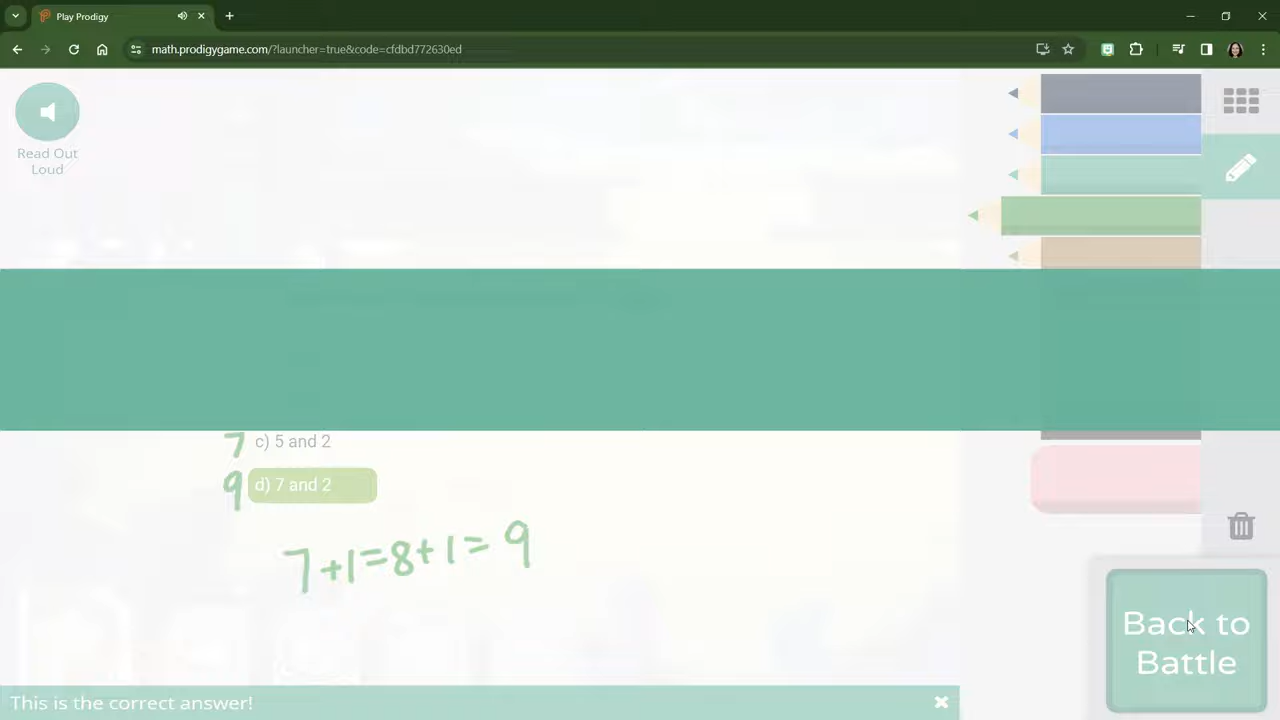 Play Prodigy
math.prodigygame.com/?launcher=true&code=cfdbd772630ed
Read Out
Loud
7 c) 5 and 2
9 d) 7 and 2
7+1=8+1=9
Back to
Battle
This is the correct answer!